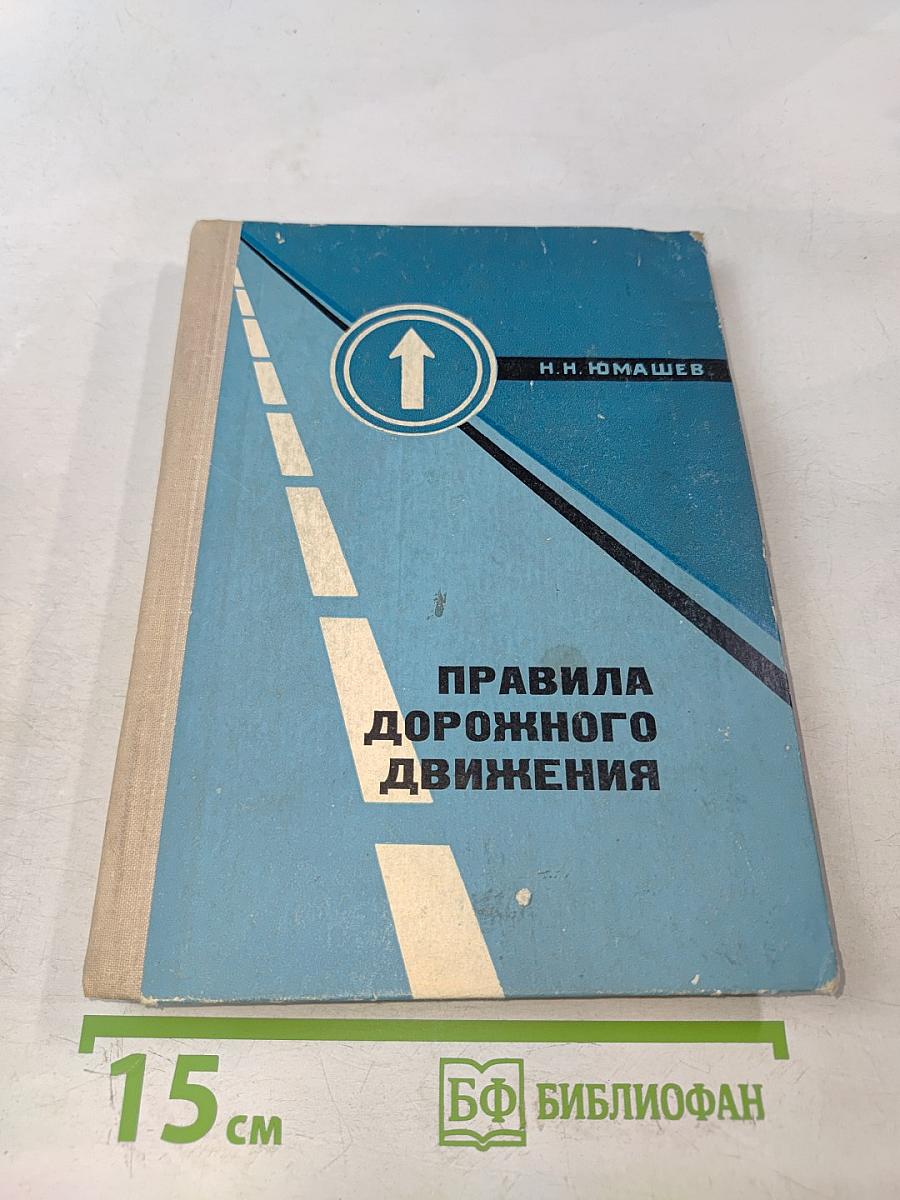 Н. Н. ЮМАШЕВ
ПРАВИЛА
ДОРОЖНОГО
ДВИЖЕНИЯ
15 см
БФ БИБЛИОФАН